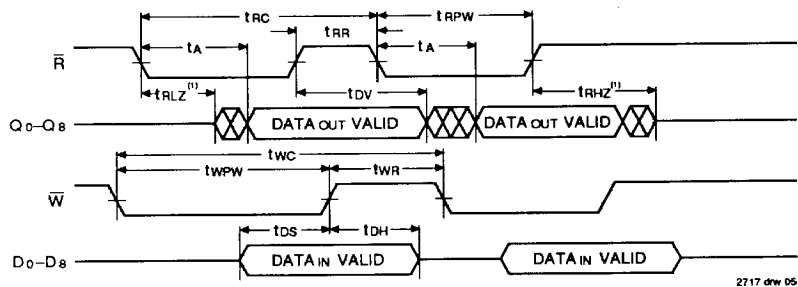 tRC tRPW
tA tRR tA
R
tRLZ(1) tDV tRHZ(1)
Q0–Q8 DATA OUT VALID DATA OUT VALID
tWC
tWPW tWR
W
tDS tDH
D0–D8 DATA IN VALID DATA IN VALID
2717 drw 05